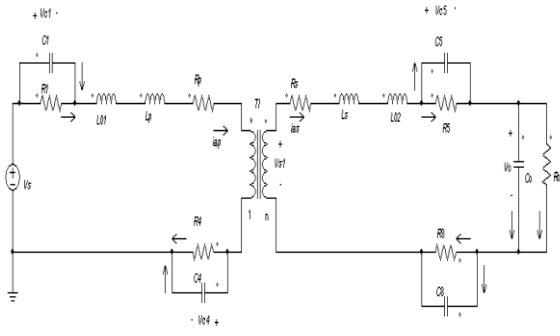 + Vc1 -
+ Vc5 -
C1
C5
R1
L01
Lp
Rp
T1
Rs
Ls
L02
R5
iap
ias
+
Vs1
-
+
Vo
-
Co
Vs
1 n
R4
C4
- Vc4 +
R8
C8